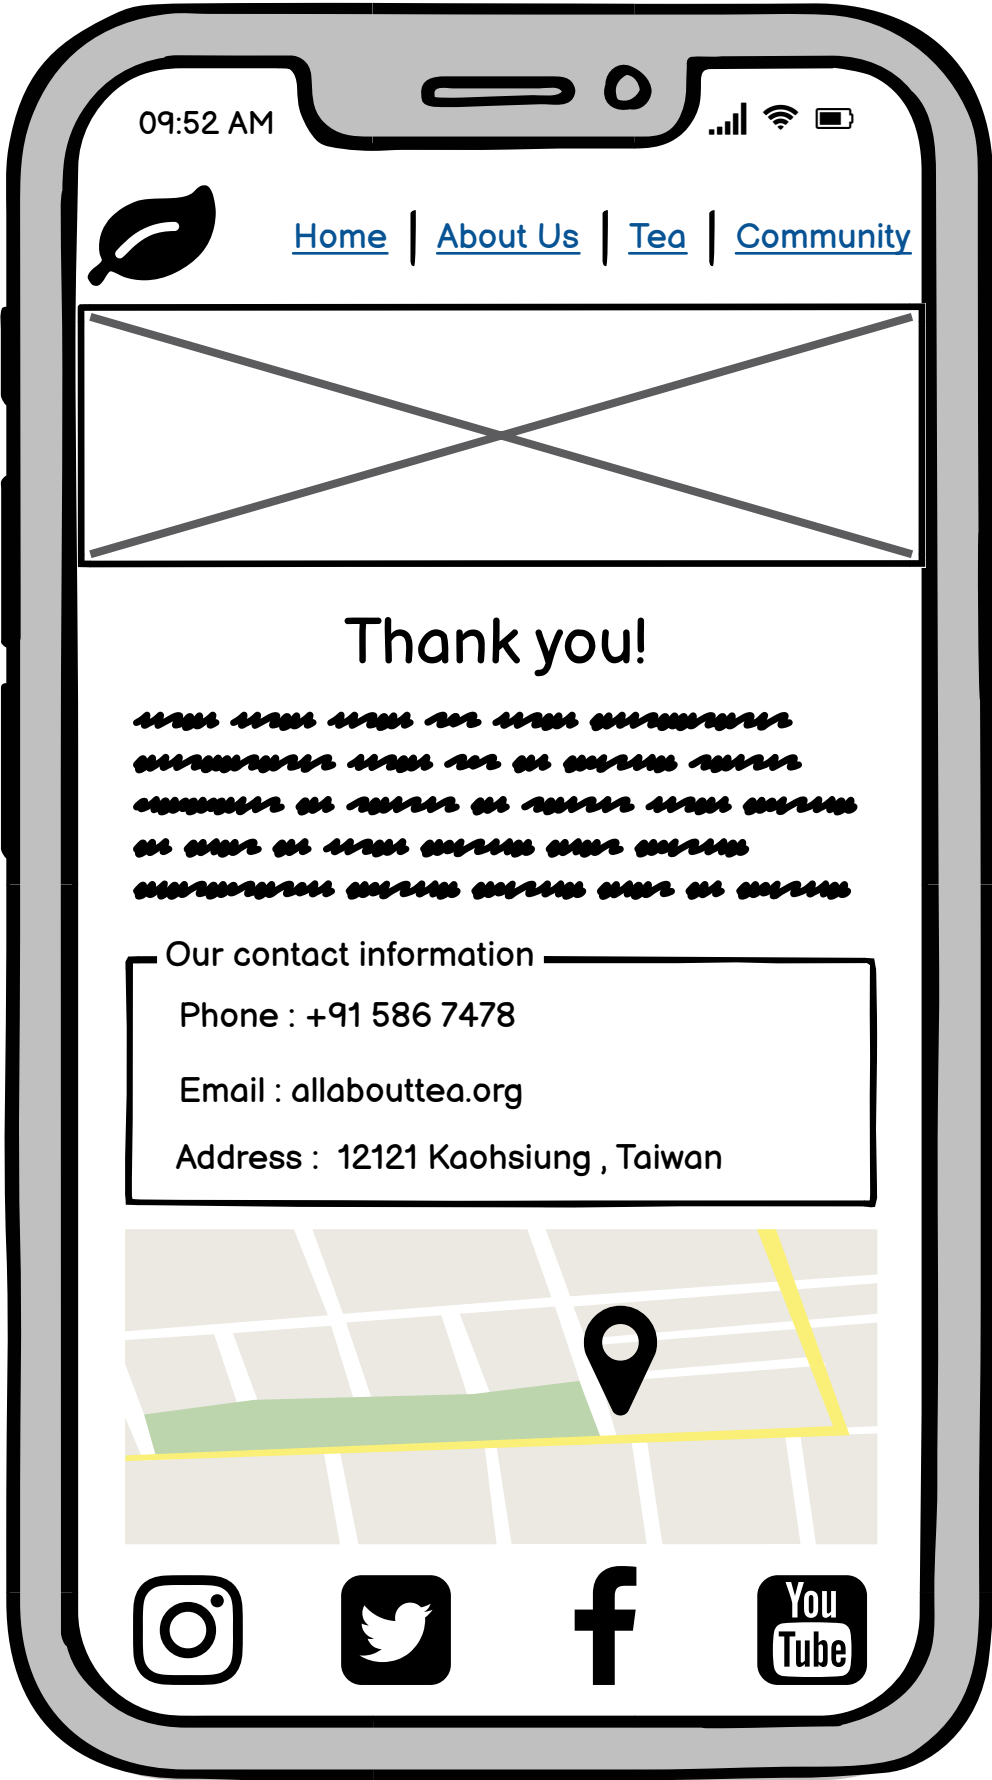 09:52 AM
Home | About Us | Tea | Community
Thank you!
Our contact information
Phone : +91 586 7478
Email : allabouttea.org
Address : 12121 Kaohsiung , Taiwan
You
Tube